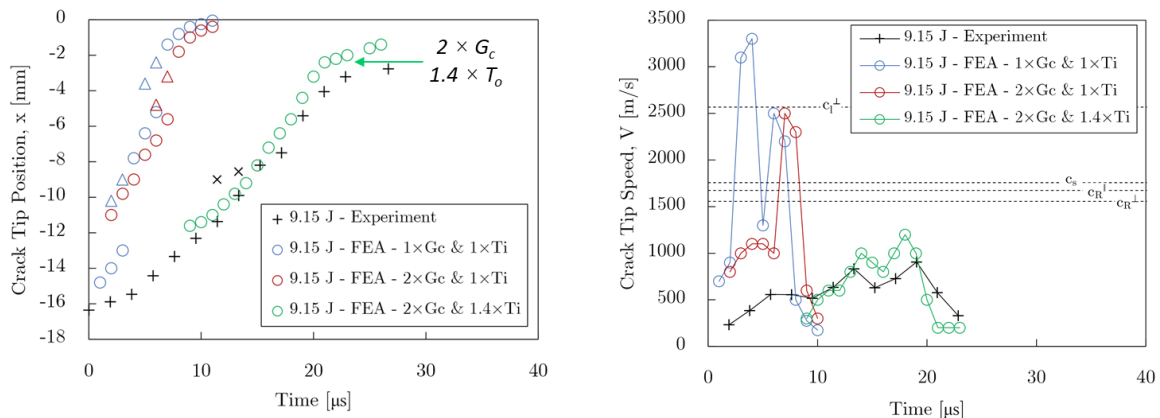 0
-2
-4
-6
-8
-10
-12
-14
-16
-18
Crack Tip Position, x [mm]
2 × Gc
1.4 × To
9.15 J - Experiment
9.15 J - FEA - 1×Gc & 1×Ti
9.15 J - FEA - 2×Gc & 1×Ti
9.15 J - FEA - 2×Gc & 1.4×Ti
0 10 20 30 40
Time [μs]
3500
3000
2500
2000
1500
1000
500
0
Crack Tip Speed, V [m/s]
9.15 J - Experiment
9.15 J - FEA - 1×Gc & 1×Ti
9.15 J - FEA - 2×Gc & 1×Ti
9.15 J - FEA - 2×Gc & 1.4×Ti
cl⊥
cs
cR∥
cR⊥
0 10 20 30 40
Time [μs]